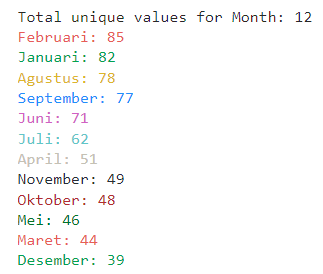 Total unique values for Month: 12
Februari: 85
Januari: 82
Agustus: 78
September: 77
Juni: 71
Juli: 62
April: 51
November: 49
Oktober: 48
Mei: 46
Maret: 44
Desember: 39